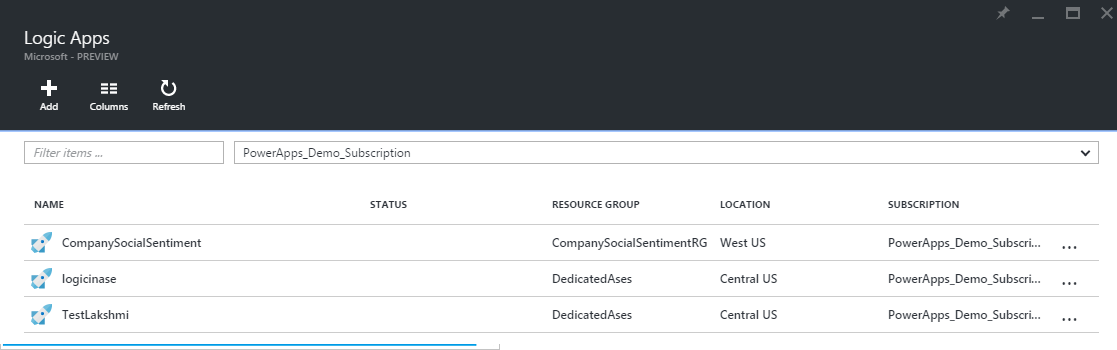 Logic Apps
Microsoft - PREVIEW
Add Columns Refresh
Filter items ... PowerApps_Demo_Subscription
NAME STATUS RESOURCE GROUP LOCATION SUBSCRIPTION
CompanySocialSentiment CompanySocialSentimentRG West US PowerApps_Demo_Subscri... ...
logicinase DedicatedAses Central US PowerApps_Demo_Subscri... ...
TestLakshmi DedicatedAses Central US PowerApps_Demo_Subscri... ...